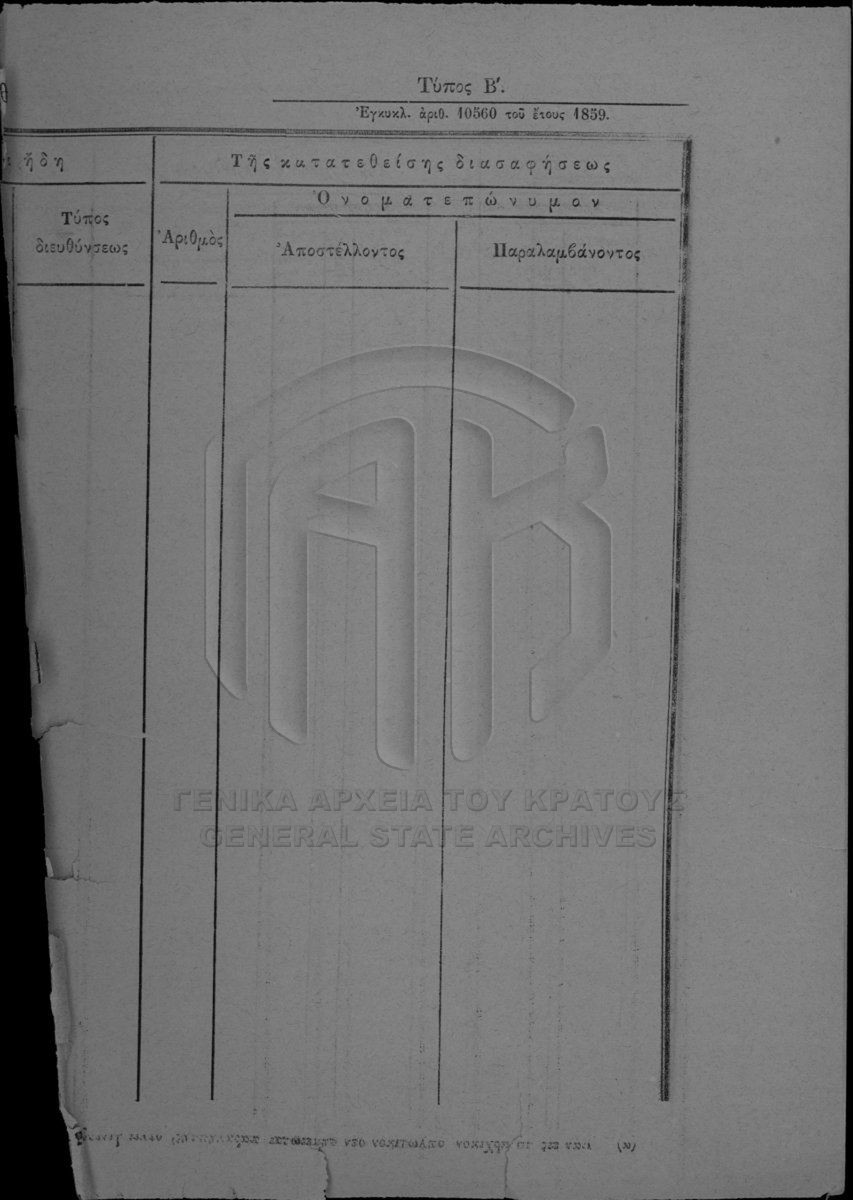 Τύπος Β'.
Ἐγκυκλ. ἀριθ. 10560 τοῦ ἔτους 1859.
ἤδη
Τῆς κατατεθείσης διασαφήσεως
Ὀνοματεπώνυμον
Τύπος
διευθύνσεως
Ἀριθμὸς
Ἀποστέλλοντος
Παραλαμβάνοντος
ΓΕΝΙΚΑ ΑΡΧΕΙΑ ΤΟΥ ΚΡΑΤΟΥΣ
GENERAL STATE ARCHIVES